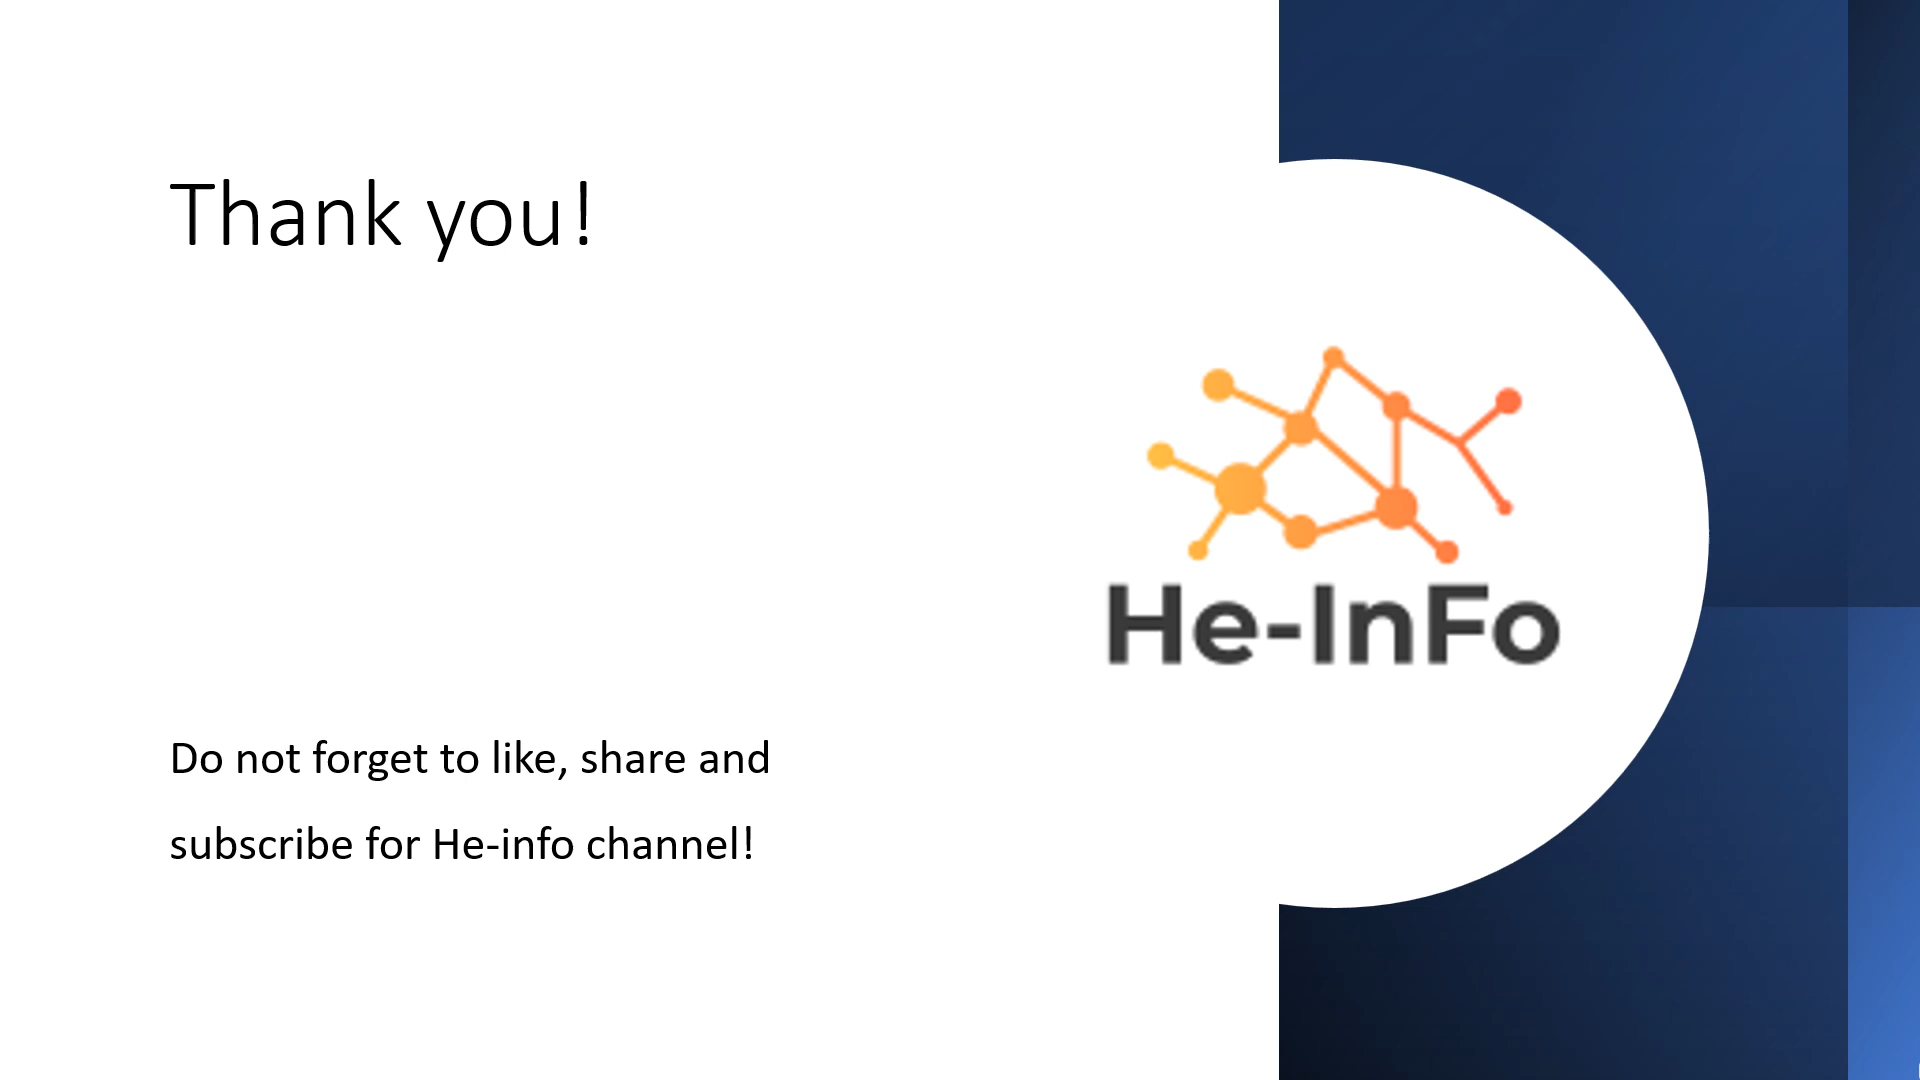 Thank you!
He-InFo
Do not forget to like, share and
subscribe for He-info channel!